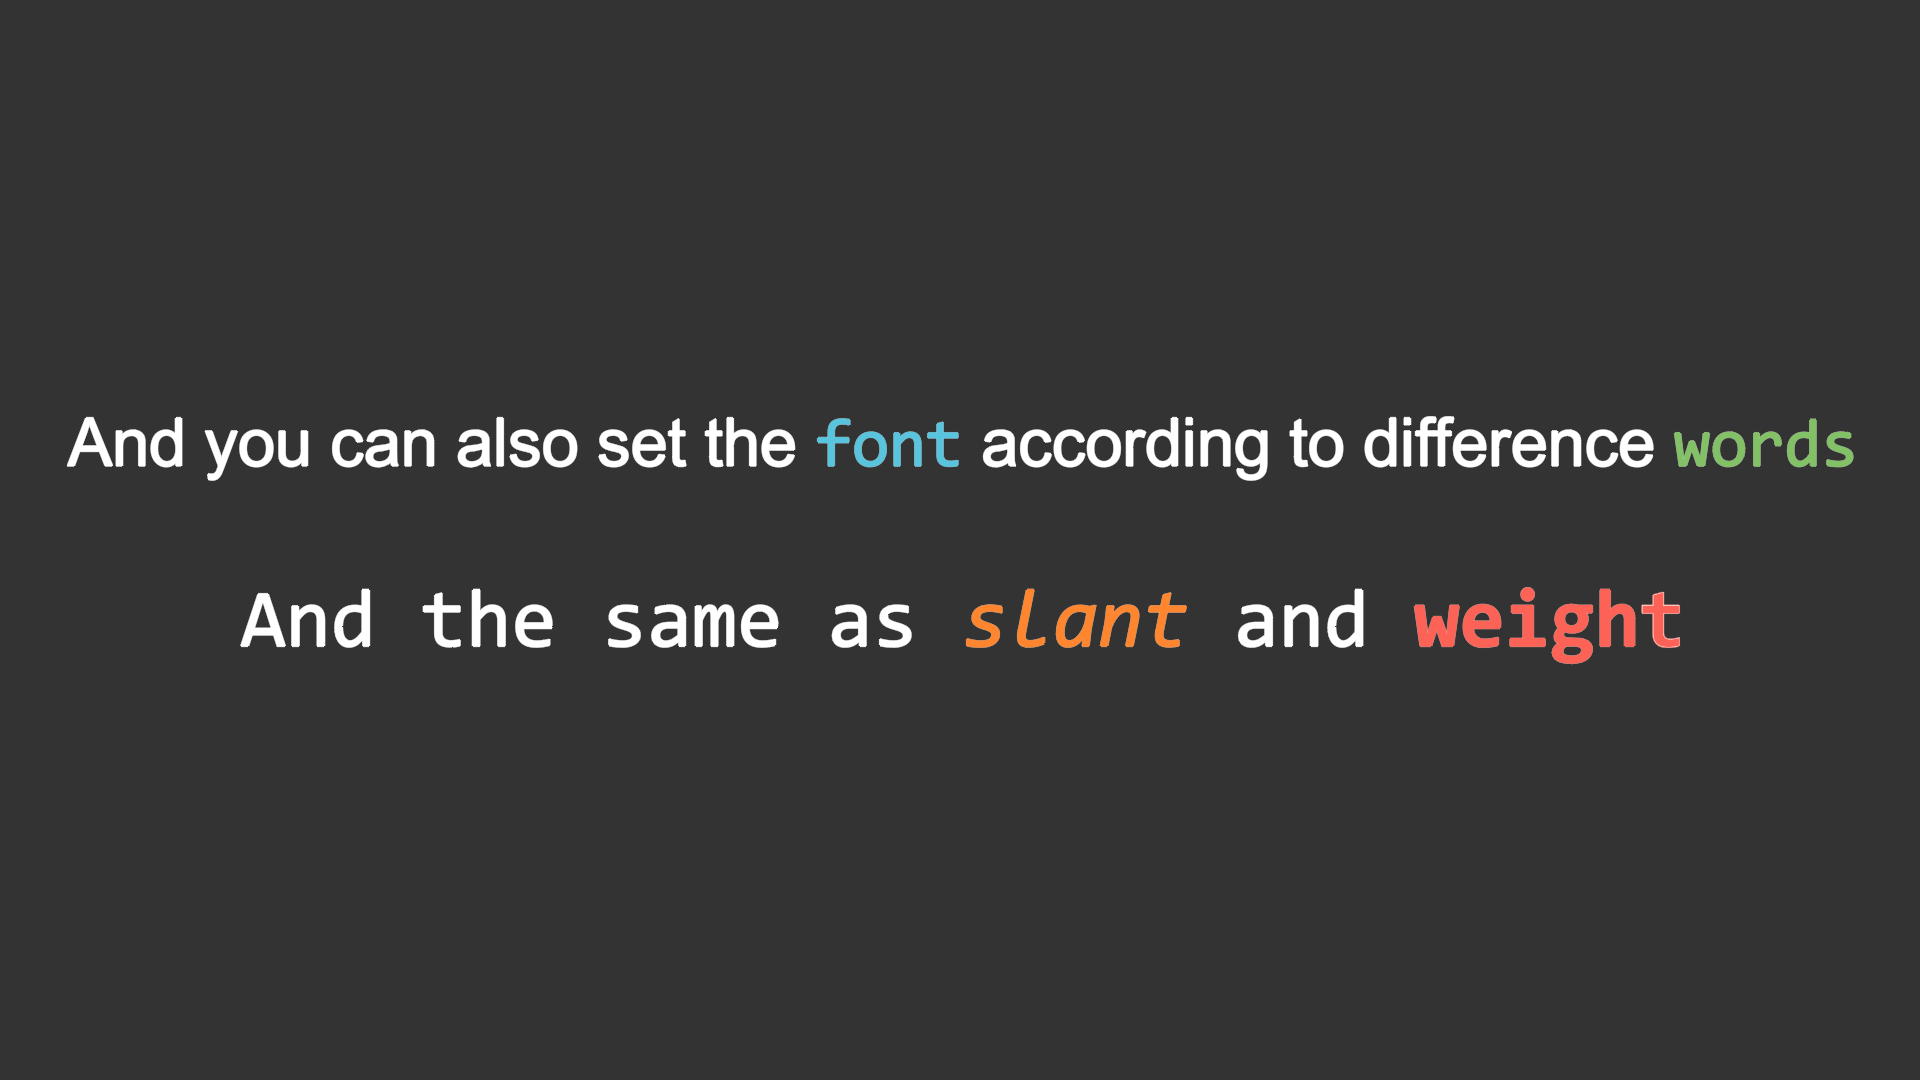 And you can also set the font according to difference words
And the same as slant and weight